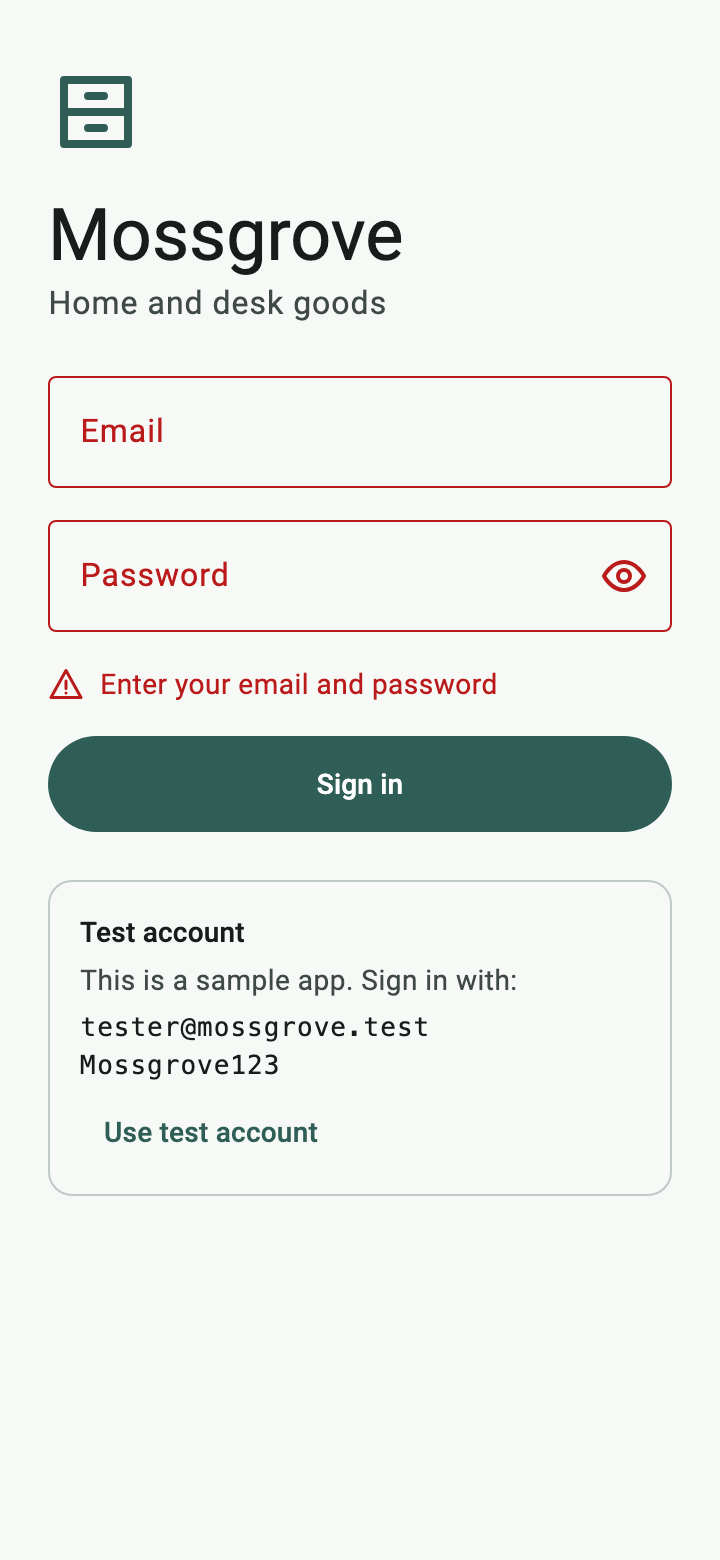 Mossgrove
Home and desk goods
Email
Password
Enter your email and password
Sign in
Test account
This is a sample app. Sign in with:
tester@mossgrove.test
Mossgrove123
Use test account